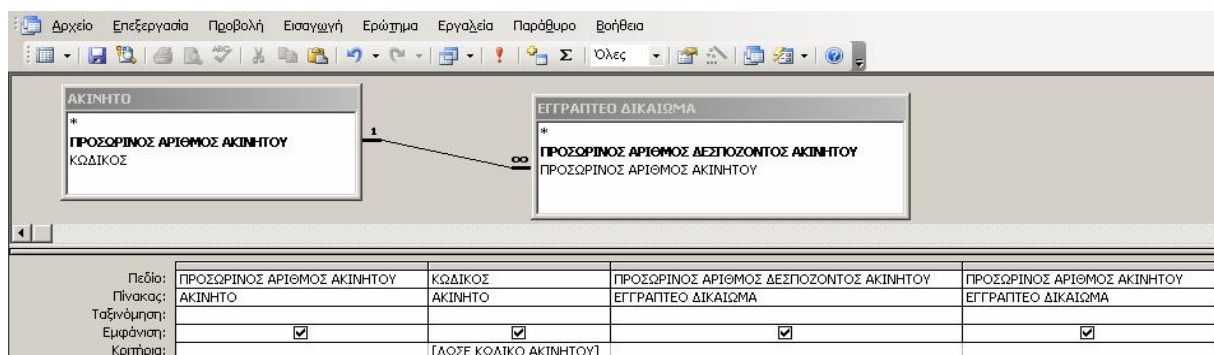 Αρχείο Επεξεργασία Προβολή Εισαγωγή Ερώτημα Εργαλεία Παράθυρο Βοήθεια
Όλες
ΑΚΙΝΗΤΟ
*
ΠΡΟΣΩΡΙΝΟΣ ΑΡΙΘΜΟΣ ΑΚΙΝΗΤΟΥ
ΚΩΔΙΚΟΣ
1
∞
ΕΓΓΡΑΠΤΕΟ ΔΙΚΑΙΩΜΑ
*
ΠΡΟΣΩΡΙΝΟΣ ΑΡΙΘΜΟΣ ΔΕΣΠΟΖΟΝΤΟΣ ΑΚΙΝΗΤΟΥ
ΠΡΟΣΩΡΙΝΟΣ ΑΡΙΘΜΟΣ ΑΚΙΝΗΤΟΥ
Πεδίο: ΠΡΟΣΩΡΙΝΟΣ ΑΡΙΘΜΟΣ ΑΚΙΝΗΤΟΥ ΚΩΔΙΚΟΣ ΠΡΟΣΩΡΙΝΟΣ ΑΡΙΘΜΟΣ ΔΕΣΠΟΖΟΝΤΟΣ ΑΚΙΝΗΤΟΥ ΠΡΟΣΩΡΙΝΟΣ ΑΡΙΘΜΟΣ ΑΚΙΝΗΤΟΥ
Πίνακας: ΑΚΙΝΗΤΟ ΑΚΙΝΗΤΟ ΕΓΓΡΑΠΤΕΟ ΔΙΚΑΙΩΜΑ ΕΓΓΡΑΠΤΕΟ ΔΙΚΑΙΩΜΑ
Ταξινόμηση:
Εμφάνιση:
Κριτήρια: [ΔΟΣΕ ΚΩΔΙΚΟ ΑΚΙΝΗΤΟΥ]